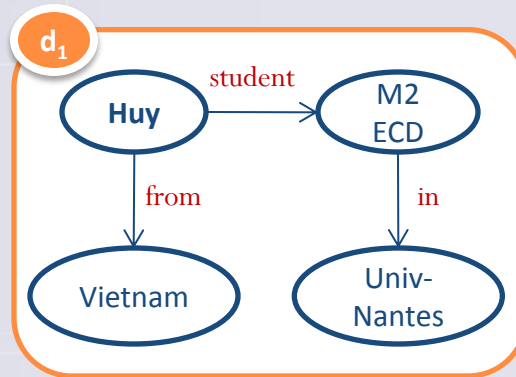 d1
student
Huy
M2
ECD
from
in
Vietnam
Univ-
Nantes